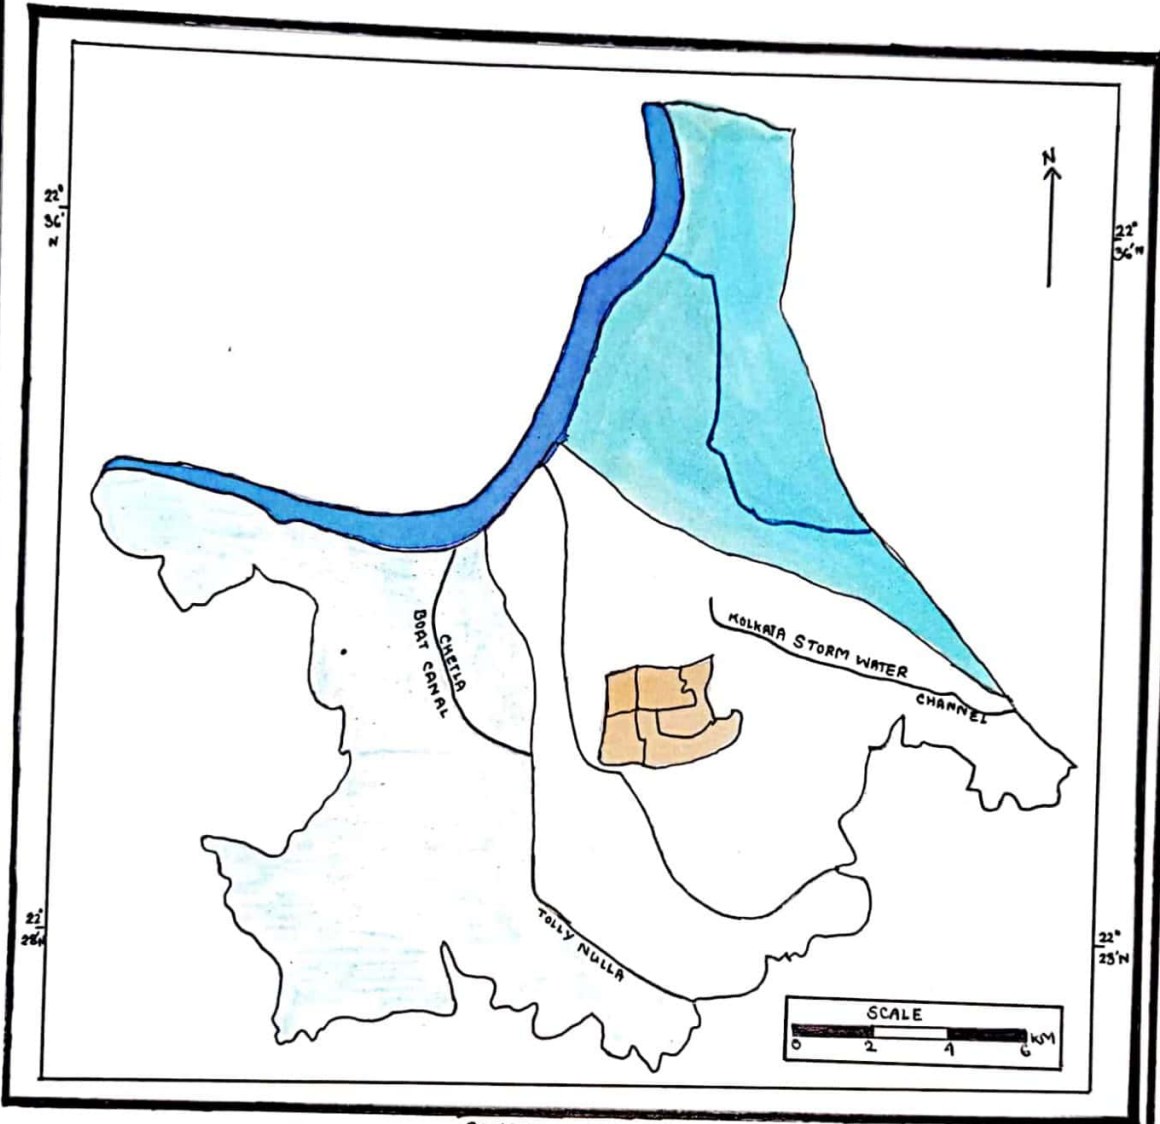 N
22°
36'
N
22°
36'N
KOLKATA STORM WATER
CHANNEL
CHETLA
BOAT CANAL
TOLLY NULLA
22°
28'N
22°
23'N
SCALE
0 2 4 6 KM